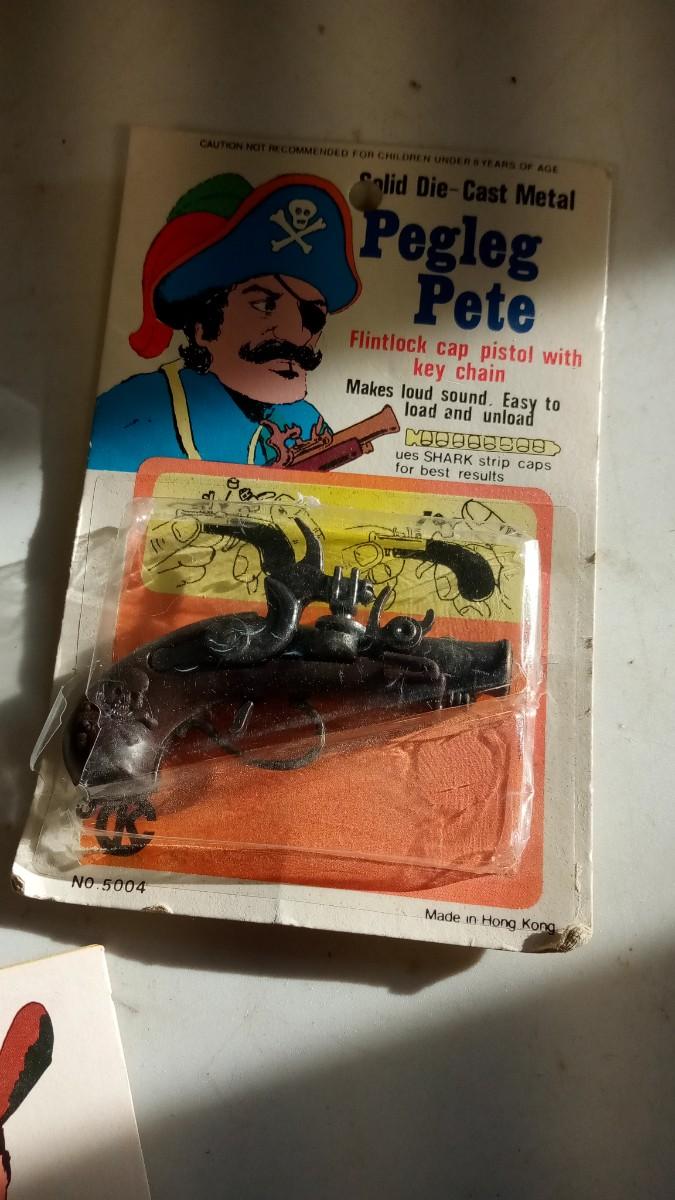 CAUTION NOT RECOMMENDED FOR CHILDREN UNDER 8 YEARS OF AGE
Solid Die-Cast Metal
Pegleg
Pete
Flintlock cap pistol with
key chain
Makes loud sound. Easy to
load and unload
ues SHARK strip caps
for best results
NO.5004
Made in Hong Kong